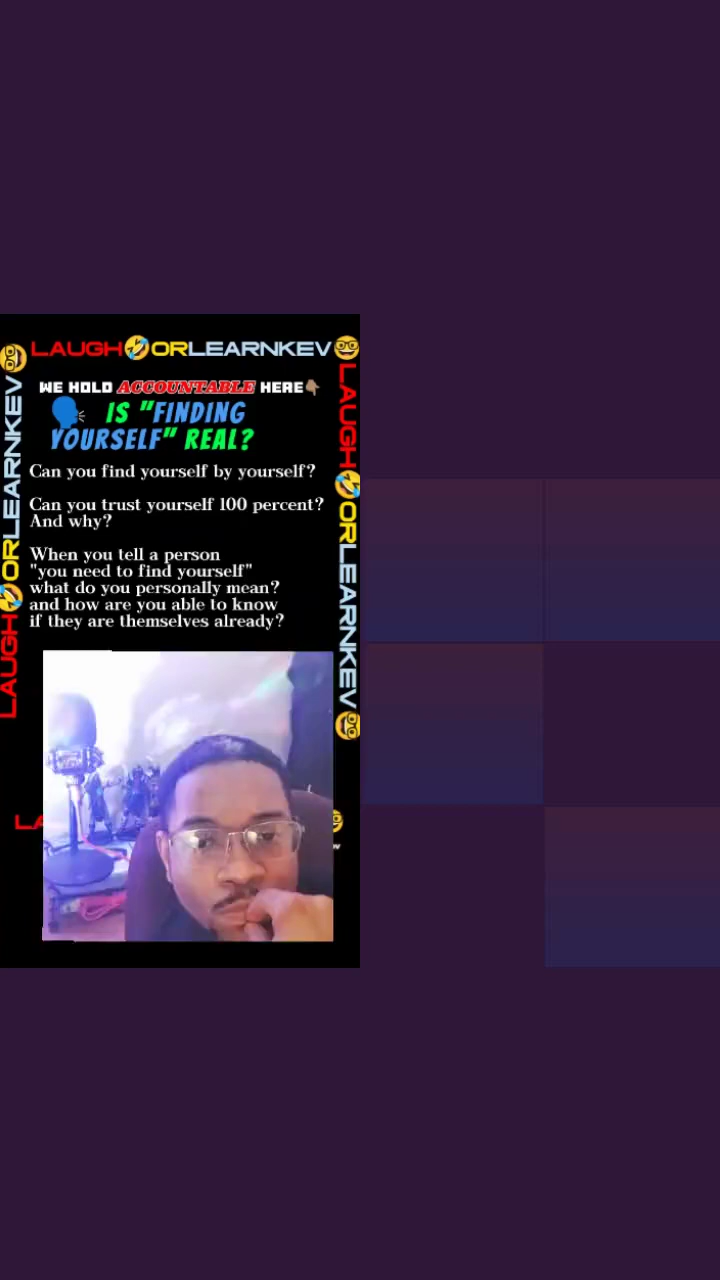 LAUGH🤣ORLEARNKEV🤓
WE HOLD ACCOUNTABLE HERE👇🏽
🗣 IS "FINDING
YOURSELF" REAL?
Can you find yourself by yourself?
Can you trust yourself 100 percent?
And why?
When you tell a person
"you need to find yourself"
what do you personally mean?
and how are you able to know
if they are themselves already?
LAUGH🤣ORLEARNKEV🤓
LAUGH🤣ORLEARNKEV🤓